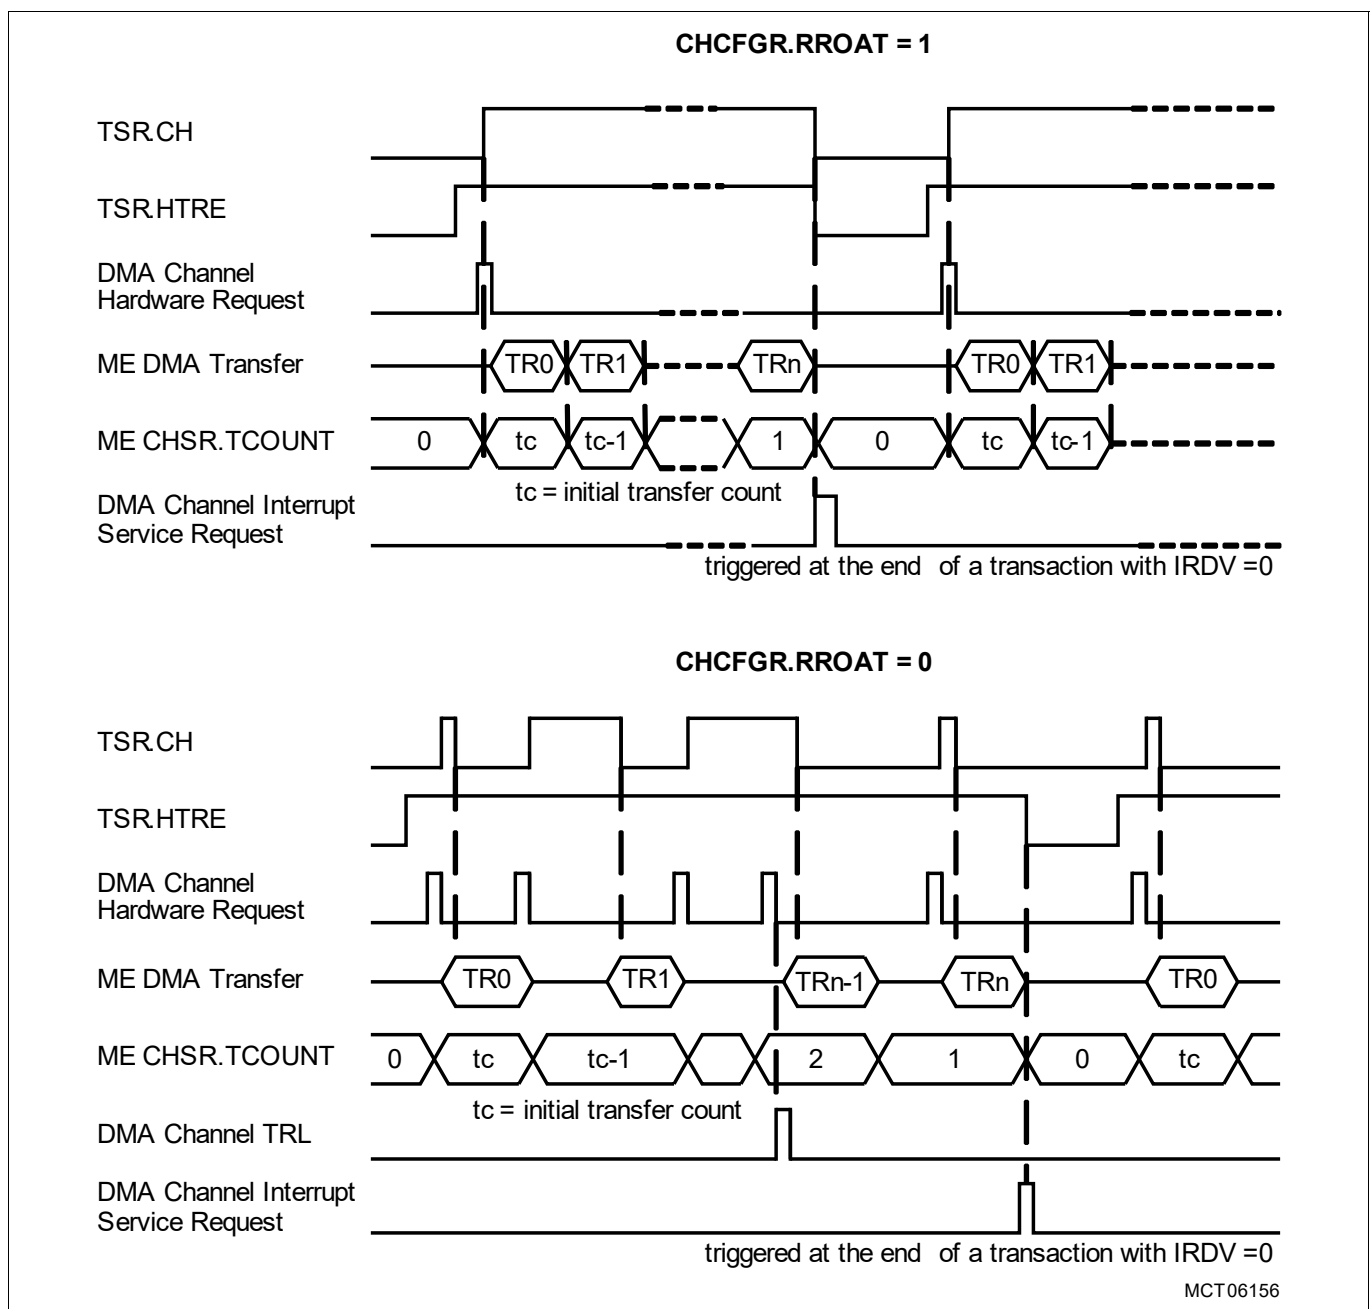 CHCFGR.RROAT = 1
TSR.CH
TSR.HTRE
DMA Channel
Hardware Request
ME DMA Transfer TR0 TR1 TRn TR0 TR1
ME CHSR.TCOUNT 0 tc tc-1 1 0 tc tc-1
tc = initial transfer count
DMA Channel Interrupt
Service Request
triggered at the end of a transaction with IRDV =0
CHCFGR.RROAT = 0
TSR.CH
TSR.HTRE
DMA Channel
Hardware Request
ME DMA Transfer TR0 TR1 TRn-1 TRn TR0
ME CHSR.TCOUNT 0 tc tc-1 2 1 0 tc
tc = initial transfer count
DMA Channel TRL
DMA Channel Interrupt
Service Request
triggered at the end of a transaction with IRDV =0
MCT06156